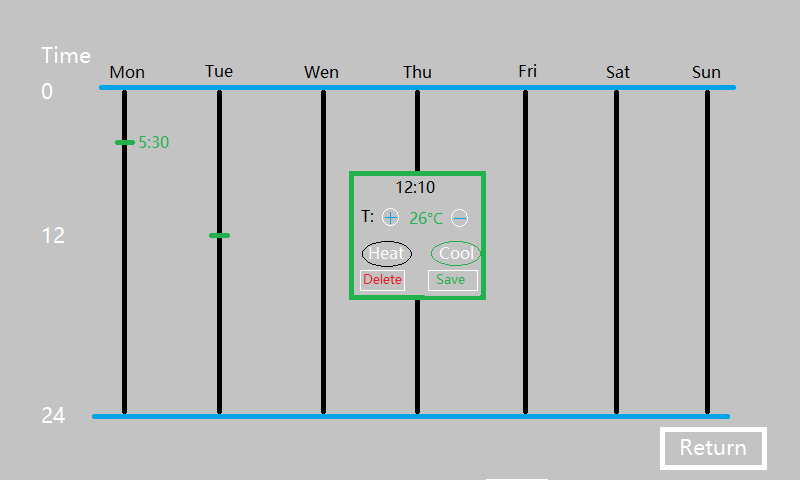 Time
Mon Tue Wen Thu Fri Sat Sun
0
5:30
12:10
T: + 26°C −
12
Heat Cool
Delete Save
24
Return